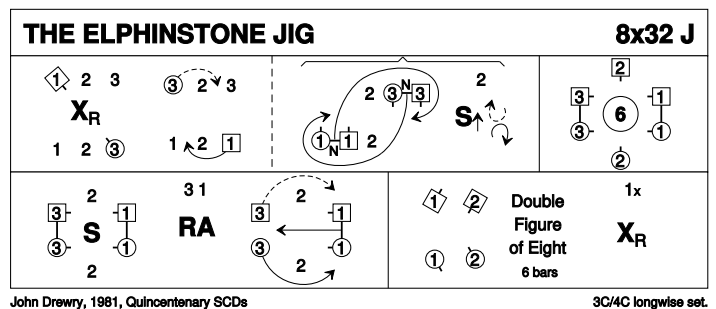 THE ELPHINSTONE JIG 8x32 J
1 2 3 3 2 3 2 2
X R 2 3 N 3 S 3 6 1
1 2 3 1 2 1 1 N 1 2 3 1
2
2 3 1 2 1 2 Double 1x
3 S 1 RA 3 1 Figure X R
3 1 3 1 1 2 of Eight
2 2 6 bars
John Drewry, 1981, Quincentenary SCDs 3C/4C longwise set.